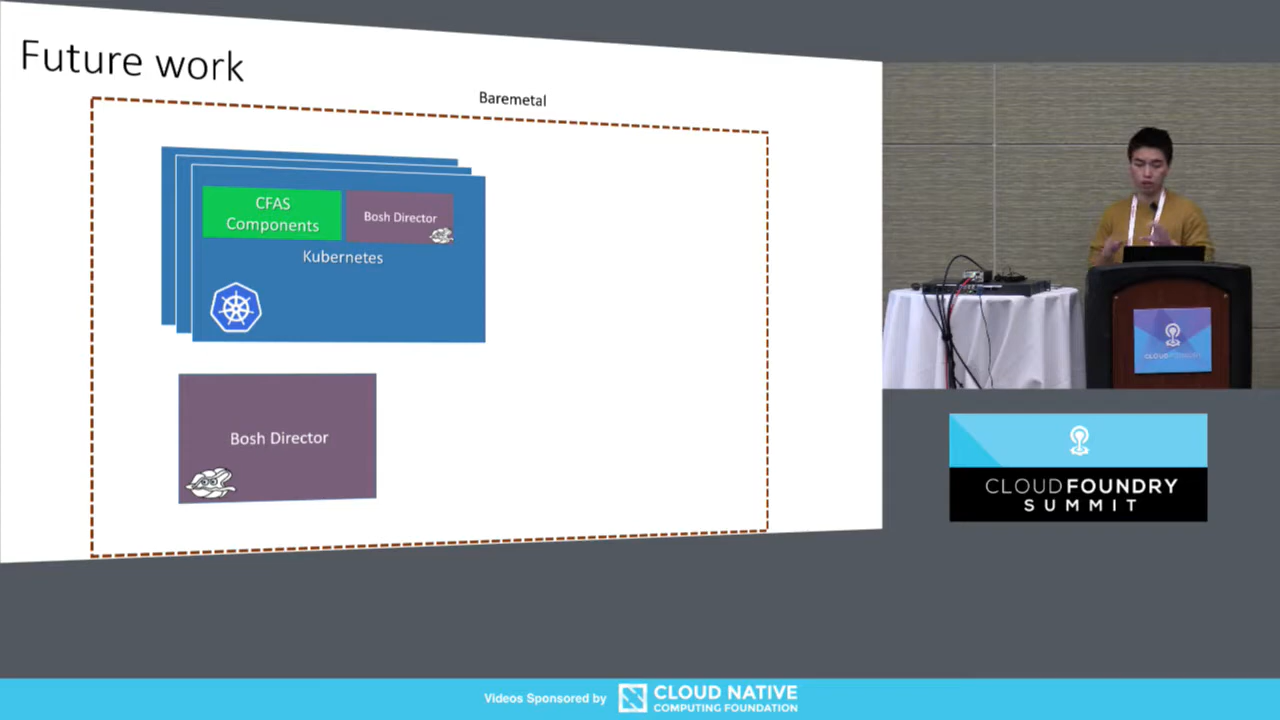 Future work
Baremetal
CFAS
Components
Bosh Director
Kubernetes
Bosh Director
CLOUD FOUNDRY
CLOUD FOUNDRY
SUMMIT
Videos Sponsored by
CLOUD NATIVE
COMPUTING FOUNDATION